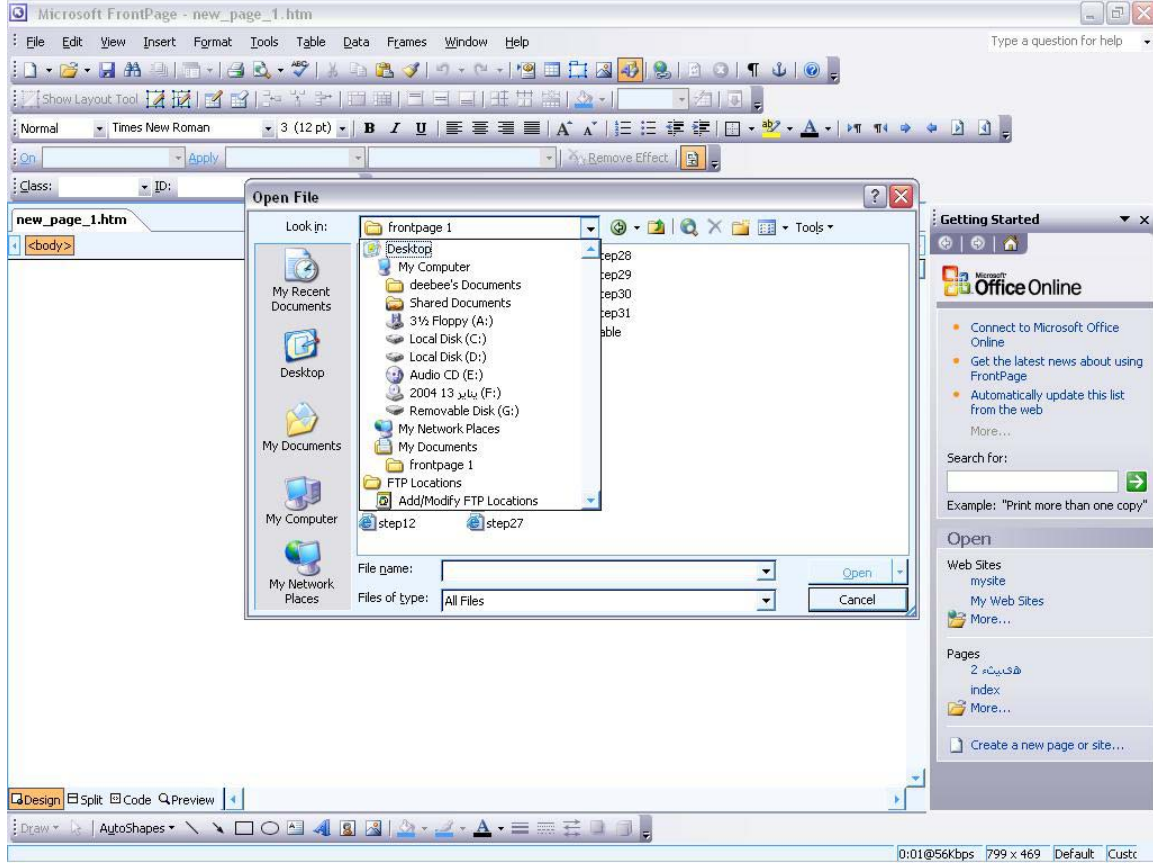 Microsoft FrontPage - new_page_1.htm
File Edit View Insert Format Tools Table Data Frames Window Help
Type a question for help
Show Layout Tool
Normal Times New Roman 3 (12 pt) B I U
On Apply Remove Effect
Class: ID:
new_page_1.htm
<body>
Open File
Look in: frontpage 1
Tools
My Recent Documents
Desktop
My Documents
My Computer
My Network Places
Desktop
My Computer
deebee's Documents
Shared Documents
3½ Floppy (A:)
Local Disk (C:)
Local Disk (D:)
Audio CD (E:)
2004 يناير 13 (F:)
Removable Disk (G:)
My Network Places
My Documents
frontpage 1
FTP Locations
Add/Modify FTP Locations
tep28
tep29
tep30
tep31
able
step12 step27
File name:
Open
Files of type: All Files
Cancel
Getting Started
Microsoft
Office Online
Connect to Microsoft Office
Online
Get the latest news about using
FrontPage
Automatically update this list
from the web
More...
Search for:
Example: "Print more than one copy"
Open
Web Sites
mysite
My Web Sites
More...
Pages
index
More...
Create a new page or site...
Design Split Code Preview
Draw AutoShapes
0:01@56Kbps 799 x 469 Default Custc